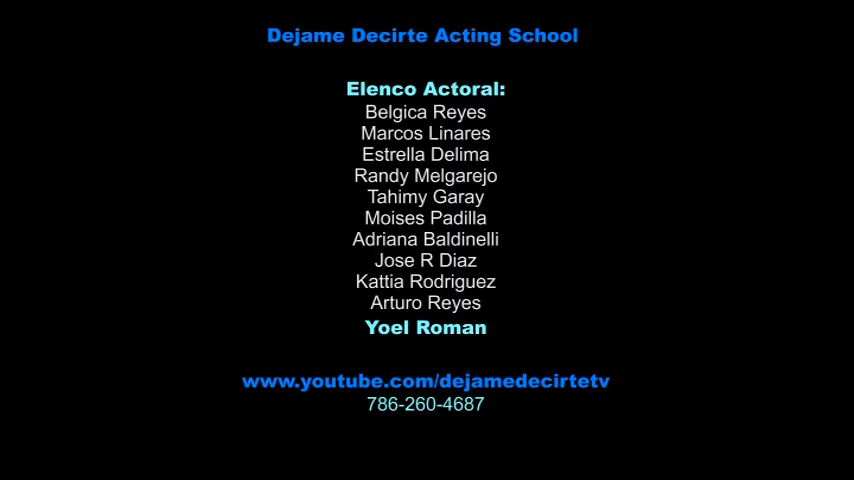 Dejame Decirte Acting School
Elenco Actoral:
Belgica Reyes
Marcos Linares
Estrella Delima
Randy Melgarejo
Tahimy Garay
Moises Padilla
Adriana Baldinelli
Jose R Diaz
Kattia Rodriguez
Arturo Reyes
Yoel Roman
www.youtube.com/dejamedecirtetv
786-260-4687